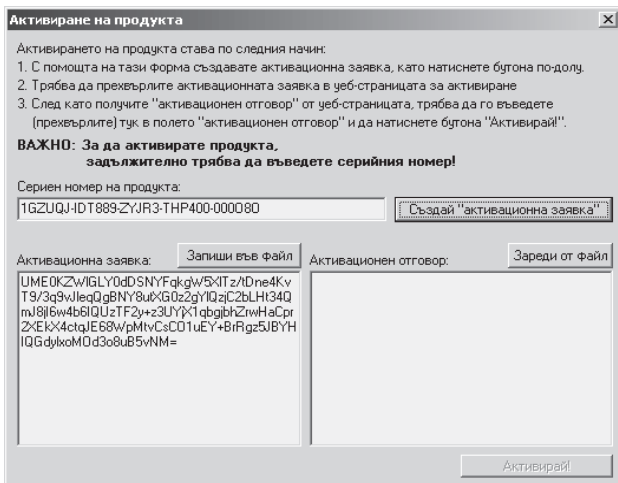 Активиране на продукта
Активирането на продукта става по следния начин:
1. С помощта на тази форма създавате активационна заявка, като натиснете бутона по-долу.
2. Трябва да прехвърлите активационната заявка в уеб-страницата за активиране
3. След като получите "активационен отговор" от уеб-страницата, трябва да го въведете
(прехвърлите) тук в полето "активационен отговор" и да натиснете бутона "Активирай!".
ВАЖНО: За да активирате продукта,
задължително трябва да въведете серийния номер!
Сериен номер на продукта:
1GZUQJ-IDT889-ZYJR3-THP400-000080
Създай "активационна заявка"
Активационна заявка:
Запиши във файл
Активационен отговор:
Зареди от файл
UME0KZWIGLY0dDSNYFqkgW5XITz/tDne4Kv
T9/3q9wJleqQgBNY8utXG0z2gYIQzjC2bLHt34Q
mJ8jI6w4b6IQUzTF2y+z3UYjX1qbgjbhZrwHaCpr
2XEkX4ctqJE68WpMtvCsCO1uEY+BrRgz5JBYH
IQGdylxoMOd3o8uB5vNM=
Активирай!